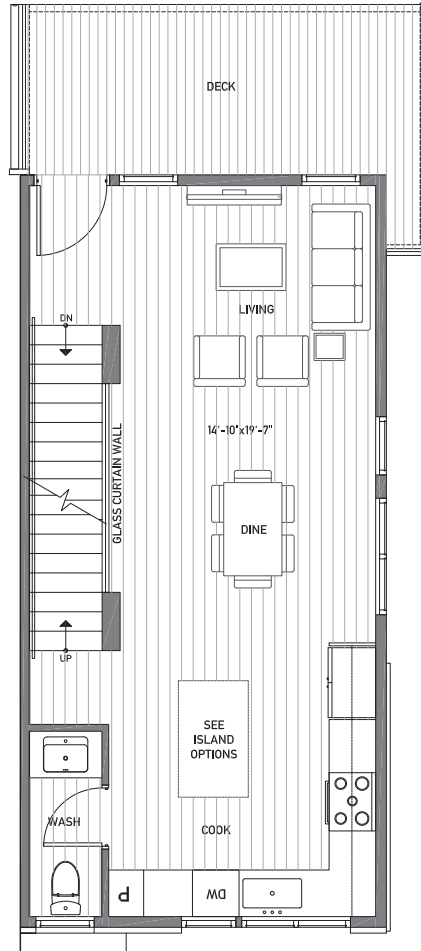 DECK
DN
LIVING
14'-10"x19'-7"
GLASS CURTAIN WALL
DINE
UP
SEE
ISLAND
OPTIONS
WASH
COOK
P
DW